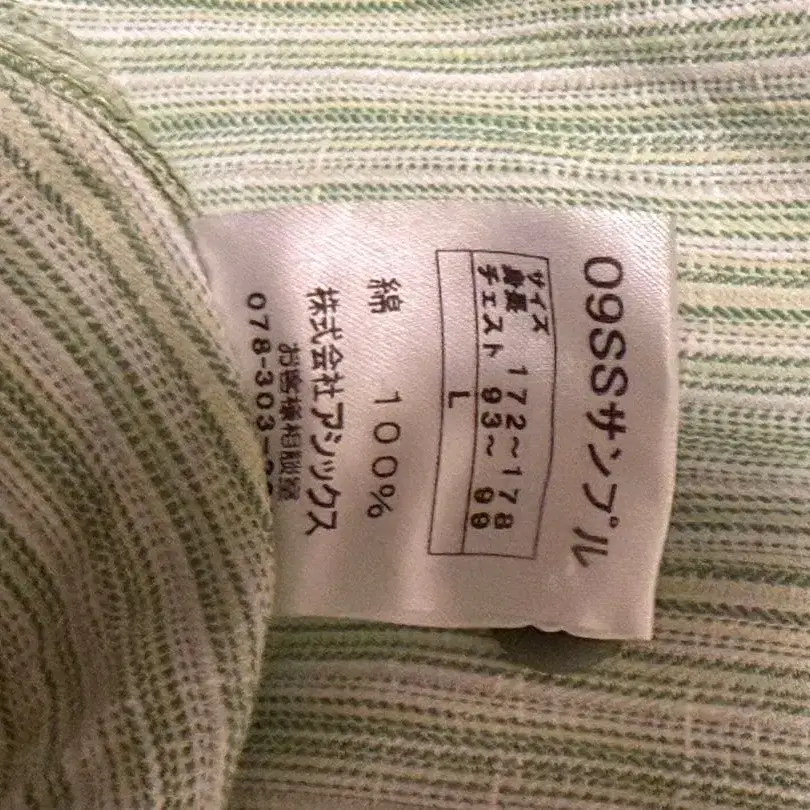 09SSサンプル
サイズ
身長 172～178
チェスト 93～ 99
L
綿 100%
株式会社アシックス
お客様相談室
078-303-